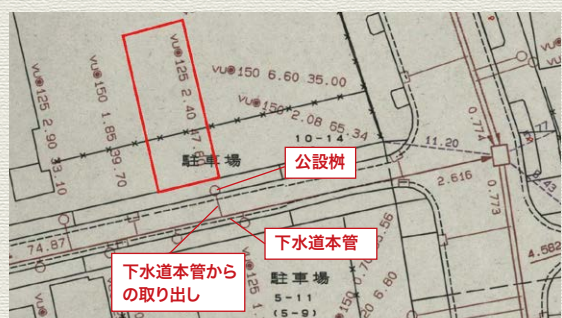 VU⊚125 2.90 33.10
VU⊚150 1.85 39.70
VU⊚125 2.40 47.60
VU⊚150 6.60 35.00
VU⊚150 2.08 65.34
10-14
駐車場
公設桝
11.20
0.774
2.616
0.773
4.582
74.87
下水道本管
下水道本管から
の取り出し
駐車場
5-11
(5-9)